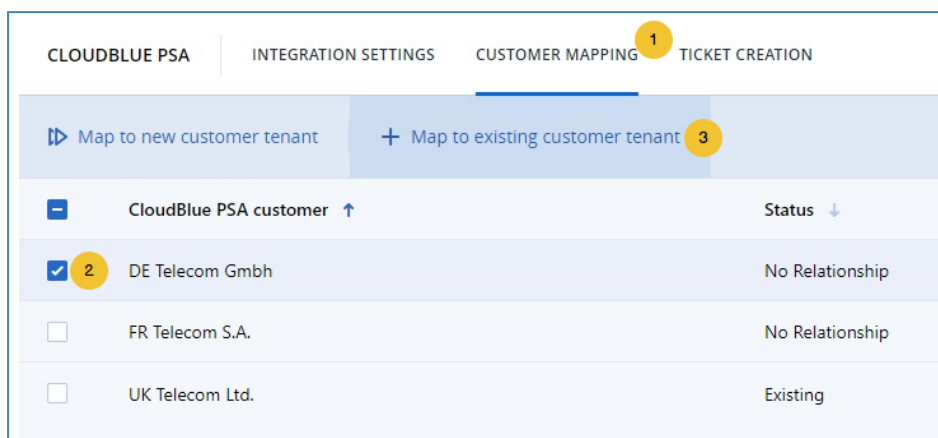 CLOUDBLUE PSA INTEGRATION SETTINGS CUSTOMER MAPPING 1 TICKET CREATION
Map to new customer tenant + Map to existing customer tenant 3
CloudBlue PSA customer ↑ Status ↓
2 DE Telecom Gmbh No Relationship
FR Telecom S.A. No Relationship
UK Telecom Ltd. Existing